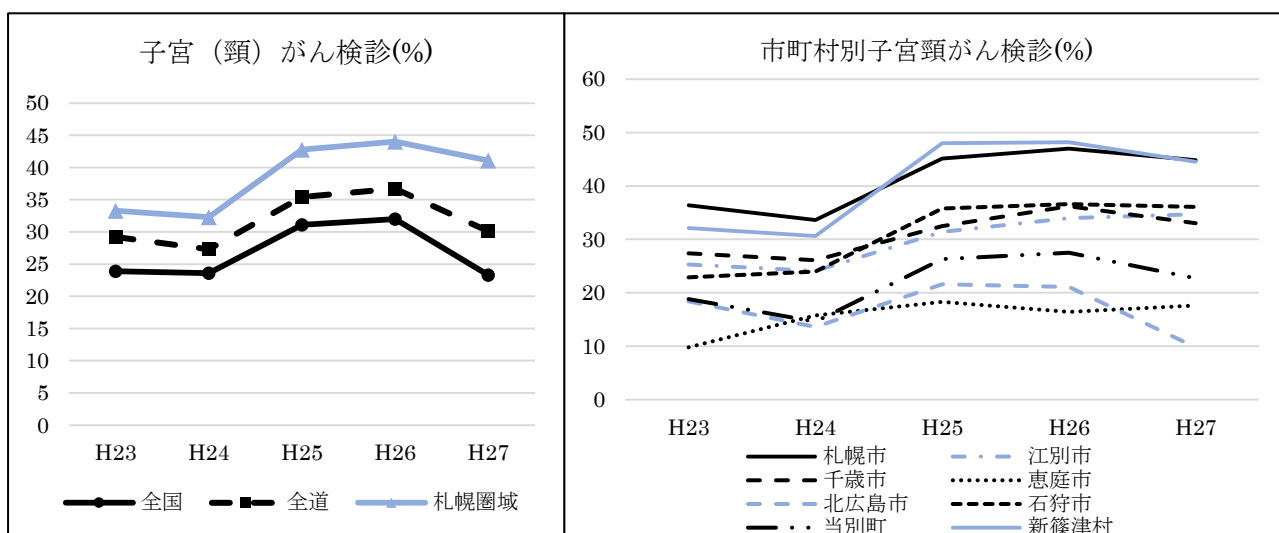 子宮（頸）がん検診(%)
50
45
40
35
30
25
20
15
10
5
0
H23 H24 H25 H26 H27
全国 全道 札幌圏域
市町村別子宮頸がん検診(%)
60
50
40
30
20
10
0
H23 H24 H25 H26 H27
札幌市 江別市
千歳市 恵庭市
北広島市 石狩市
当別町 新篠津村